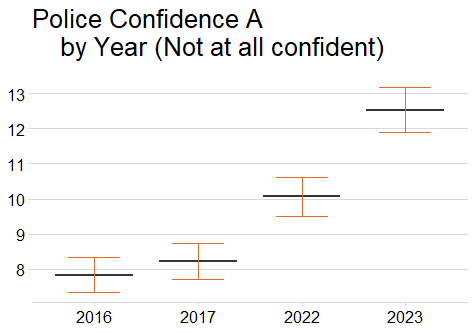 Police Confidence A
by Year (Not at all confident)
13
12
11
10
9
8
2016 2017 2022 2023